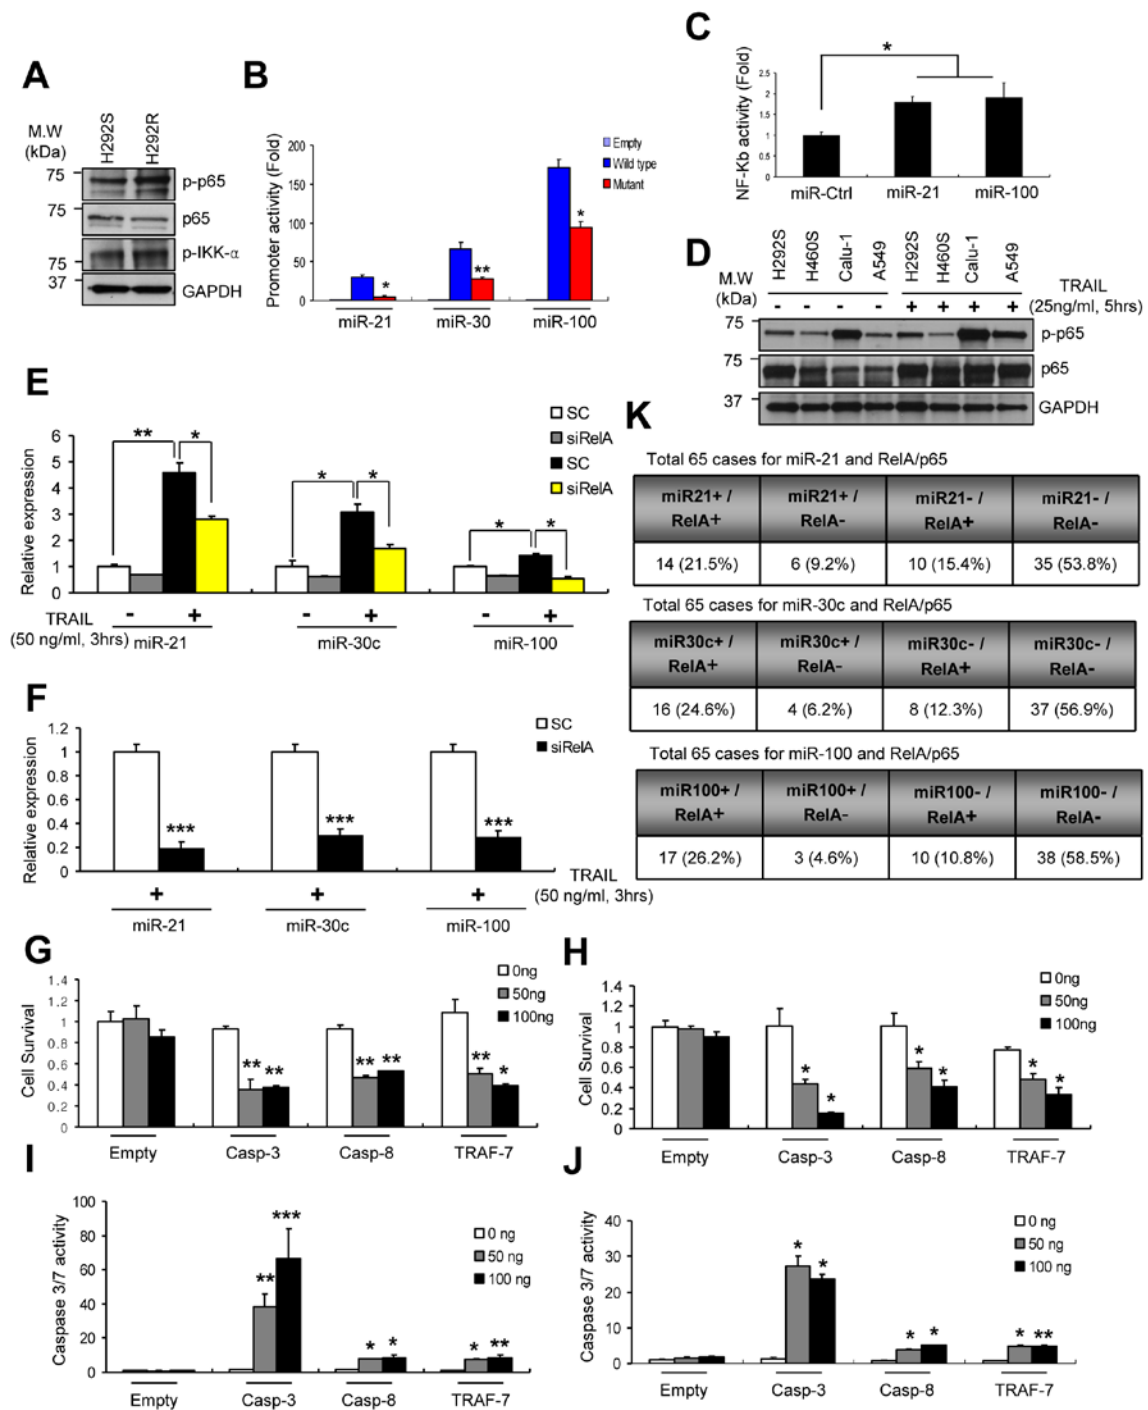 A
H292S
H292R
M.W
(kDa)
75
p-p65
75
p65
p-IKK-α
75
37
GAPDH
B
Promoter activity (Fold)
200
150
100
50
0
Empty
Wild type
Mutant
*
**
*
miR-21
miR-30
miR-100
C
NF-Kb activity (Fold)
2.5
2
1.5
1
0.5
0
*
miR-Ctrl
miR-21
miR-100
D
H292S
H460S
Calu-1
A549
H292S
H460S
Calu-1
A549
M.W
(kDa)
- - - - + + + +
TRAIL
(25ng/ml, 5hrs)
75
p-p65
75
p65
37
GAPDH
E
Relative expression
6
5
4
3
2
1
0
SC
siRelA
SC
siRelA
** *
* *
* *
TRAIL
(50 ng/ml, 3hrs)
- + - + - +
miR-21
miR-30c
miR-100
F
Relative expression
1.2
1
0.8
0.6
0.4
0.2
0
SC
siRelA
***
***
***
+ + +
TRAIL
(50 ng/ml, 3hrs)
miR-21
miR-30c
miR-100
K
Total 65 cases for miR-21 and RelA/p65
miR21+ / RelA+ miR21+ / RelA- miR21- / RelA+ miR21- / RelA-
14 (21.5%) 6 (9.2%) 10 (15.4%) 35 (53.8%)
Total 65 cases for miR-30c and RelA/p65
miR30c+ / RelA+ miR30c+ / RelA- miR30c- / RelA+ miR30c- / RelA-
16 (24.6%) 4 (6.2%) 8 (12.3%) 37 (56.9%)
Total 65 cases for miR-100 and RelA/p65
miR100+ / RelA+ miR100+ / RelA- miR100- / RelA+ miR100- / RelA-
17 (26.2%) 3 (4.6%) 10 (10.8%) 38 (58.5%)
G
Cell Survival
1.4
1.2
1
0.8
0.6
0.4
0.2
0
0ng
50ng
100ng
** **
** **
** *
Empty
Casp-3
Casp-8
TRAF-7
H
Cell Survival
1.4
1.2
1
0.8
0.6
0.4
0.2
0
0ng
50ng
100ng
* *
* *
* *
Empty
Casp-3
Casp-8
TRAF-7
I
Caspase 3/7 activity
100
80
60
40
20
0
0 ng
50 ng
100 ng
** ***
* *
* **
Empty
Casp-3
Casp-8
TRAF-7
J
Caspase 3/7 activity
40
30
20
10
0
0 ng
50 ng
100 ng
* *
* *
* **
Empty
Casp-3
Casp-8
TRAF-7